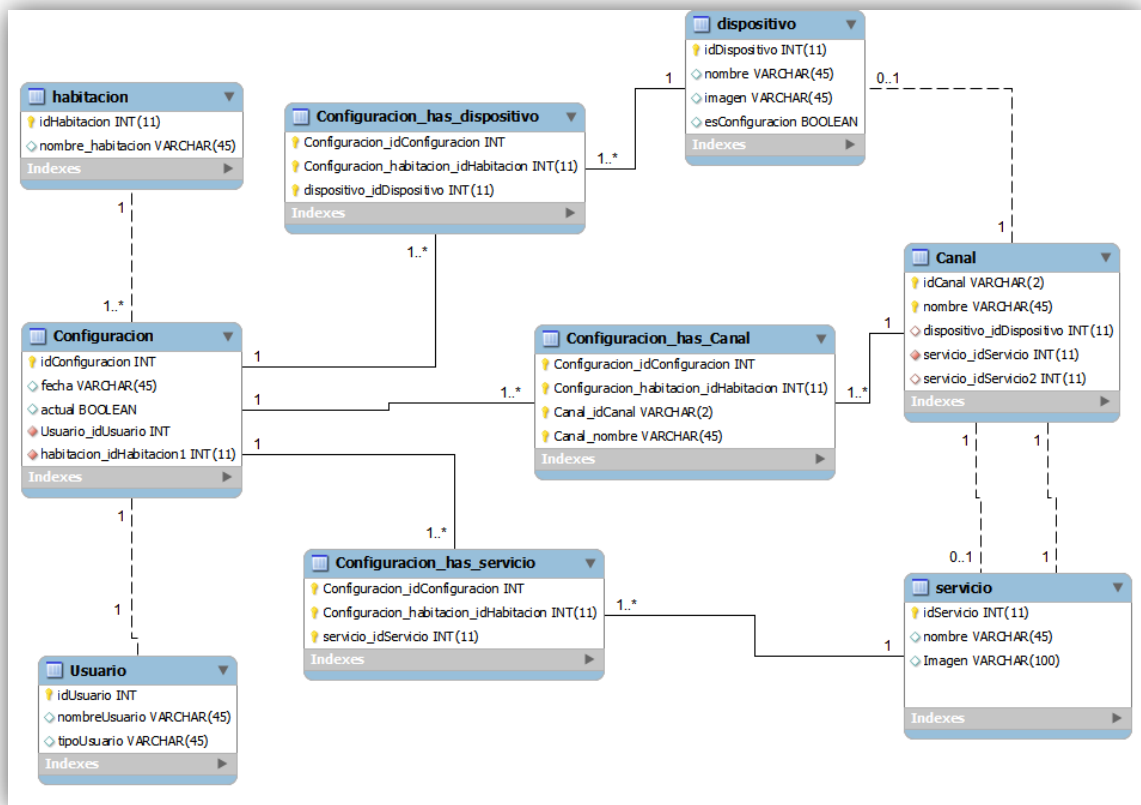 dispositivo
idDispositivo INT(11)
nombre VARCHAR(45)
imagen VARCHAR(45)
esConfiguracion BOOLEAN
Indexes
habitacion
idHabitacion INT(11)
nombre_habitacion VARCHAR(45)
Indexes
Configuracion_has_dispositivo
Configuracion_idConfiguracion INT
Configuracion_habitacion_idHabitacion INT(11)
dispositivo_idDispositivo INT(11)
Indexes
1
1..*
0..1
1
1
1..*
1..*
1
Canal
idCanal VARCHAR(2)
nombre VARCHAR(45)
dispositivo_idDispositivo INT(11)
servicio_idServicio INT(11)
servicio_idServicio2 INT(11)
Indexes
Configuracion
idConfiguracion INT
fecha VARCHAR(45)
actual BOOLEAN
Usuario_idUsuario INT
habitacion_idHabitacion1 INT(11)
Indexes
Configuracion_has_Canal
Configuracion_idConfiguracion INT
Configuracion_habitacion_idHabitacion INT(11)
Canal_idCanal VARCHAR(2)
Canal_nombre VARCHAR(45)
Indexes
1
1..*
1..*
1
1
1..*
1
1
0..1
1
1
1
Configuracion_has_servicio
Configuracion_idConfiguracion INT
Configuracion_habitacion_idHabitacion INT(11)
servicio_idServicio INT(11)
Indexes
1..*
1
servicio
idServicio INT(11)
nombre VARCHAR(45)
Imagen VARCHAR(100)
Indexes
Usuario
idUsuario INT
nombreUsuario VARCHAR(45)
tipoUsuario VARCHAR(45)
Indexes